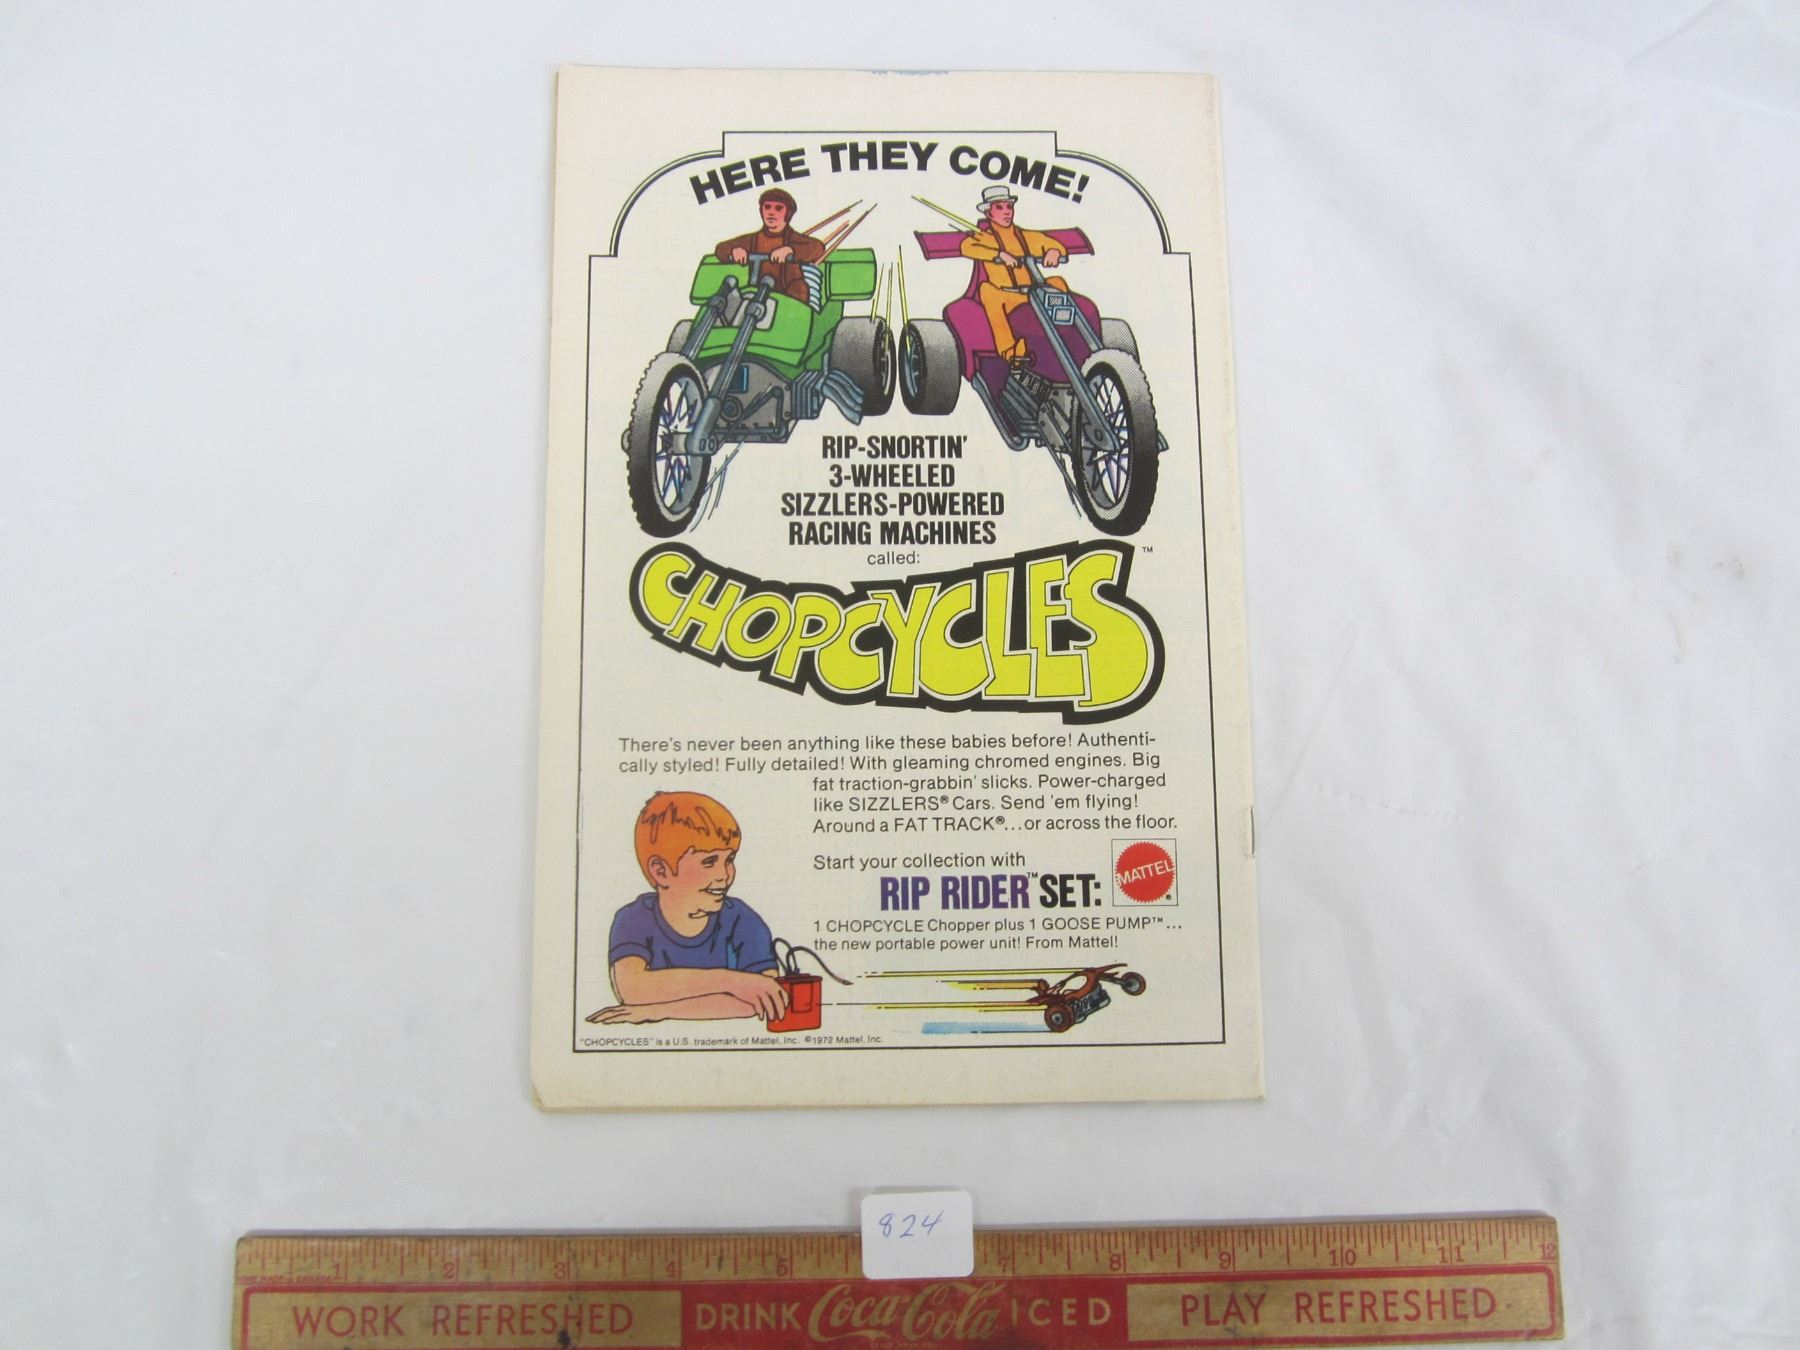 HERE THEY COME!
RIP-SNORTIN'
3-WHEELED
SIZZLERS-POWERED
RACING MACHINES
called:
CHOPCYCLES™
There's never been anything like these babies before! Authenti-
cally styled! Fully detailed! With gleaming chromed engines. Big
fat traction-grabbin' slicks. Power-charged
like SIZZLERS® Cars. Send 'em flying!
Around a FAT TRACK®...or across the floor.
Start your collection with
RIP RIDER™ SET:
MATTEL®
1 CHOPCYCLE Chopper plus 1 GOOSE PUMP™...
the new portable power unit! From Mattel!
"CHOPCYCLES" is a U.S. trademark of Mattel, Inc. ©1972 Mattel, Inc.
824
1 2 3 4 5 7 8 9 10 11 12
WORK REFRESHED DRINK Coca-Cola ICED PLAY REFRESHED